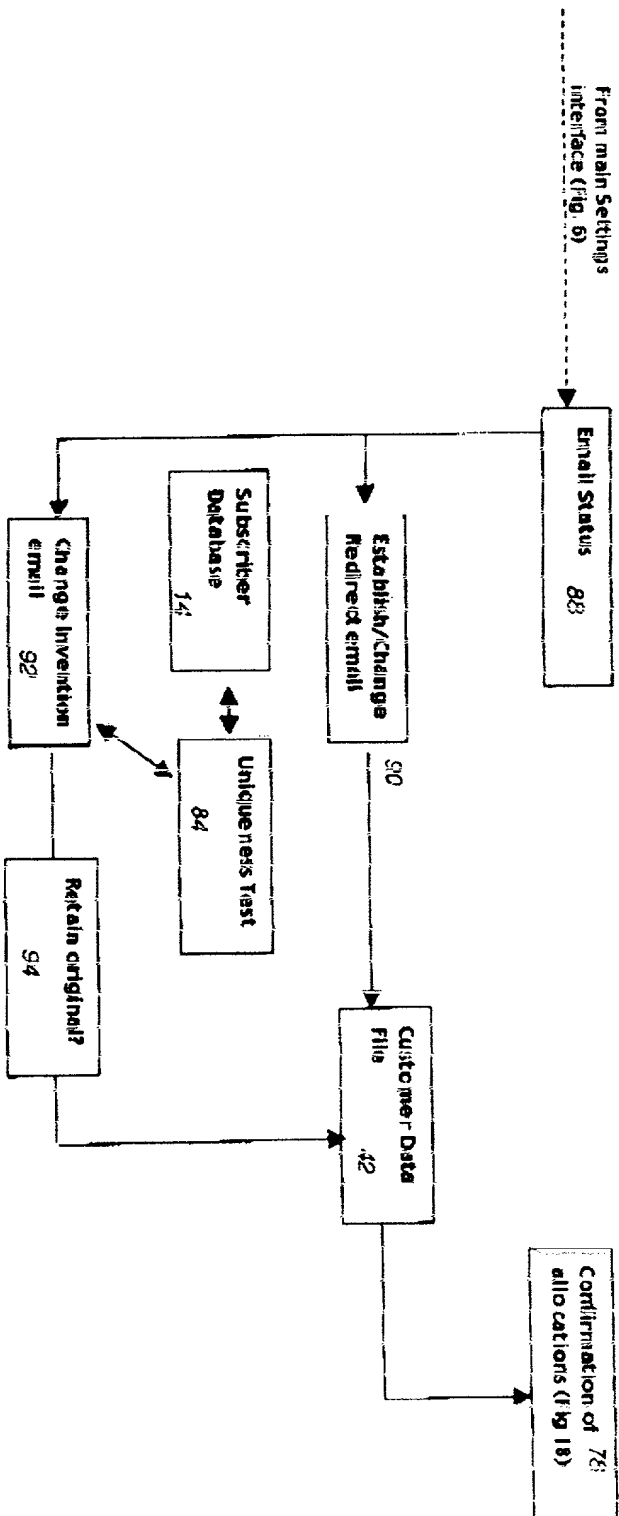 From main Settings
interface (Fig. 6)
Email Status
88
Establish/Change
Redirect email
90
Subscriber
Database
14
Uniqueness Test
84
Change Invention
email
92
Retain original?
94
Customer Data
File
42
Confirmation of 78
allocations (Fig 18)